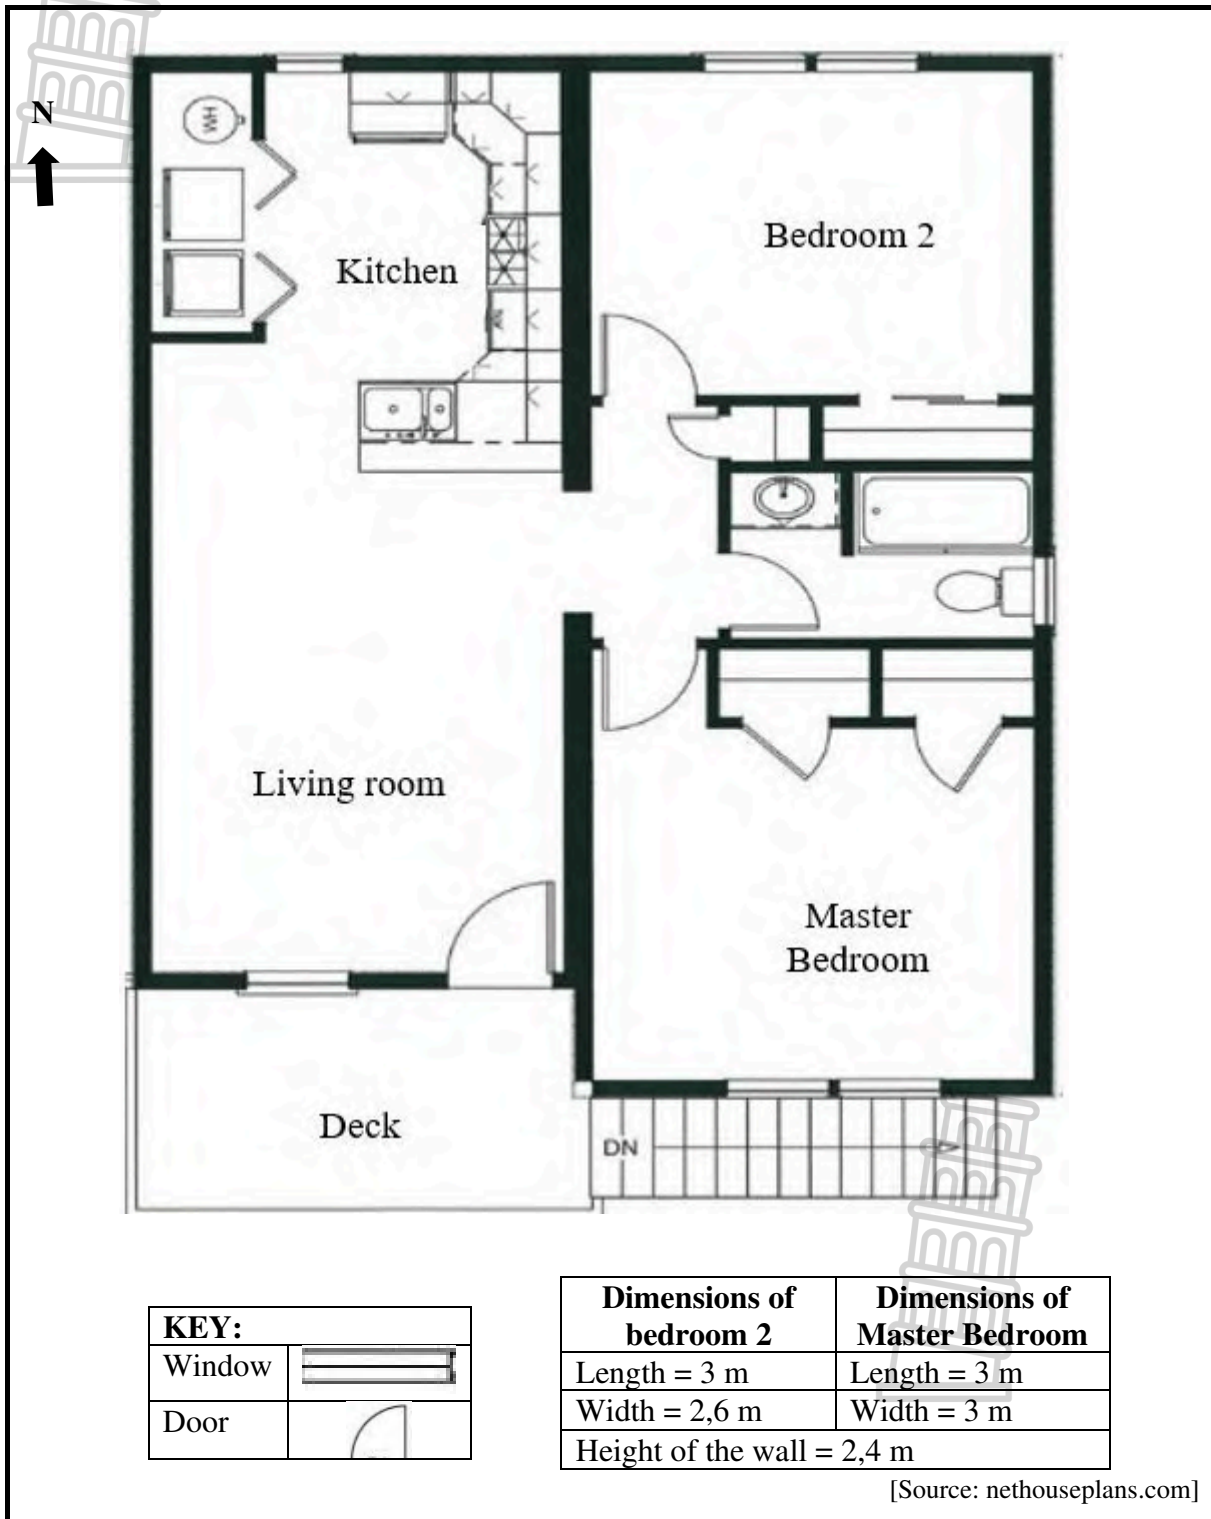 N
WH
Kitchen
Bedroom 2
Living room
Master
Bedroom
Deck
DN
KEY:
Window
Door
Dimensions of
bedroom 2
Dimensions of
Master Bedroom
Length = 3 m
Length = 3 m
Width = 2,6 m
Width = 3 m
Height of the wall = 2,4 m
[Source: nethouseplans.com]